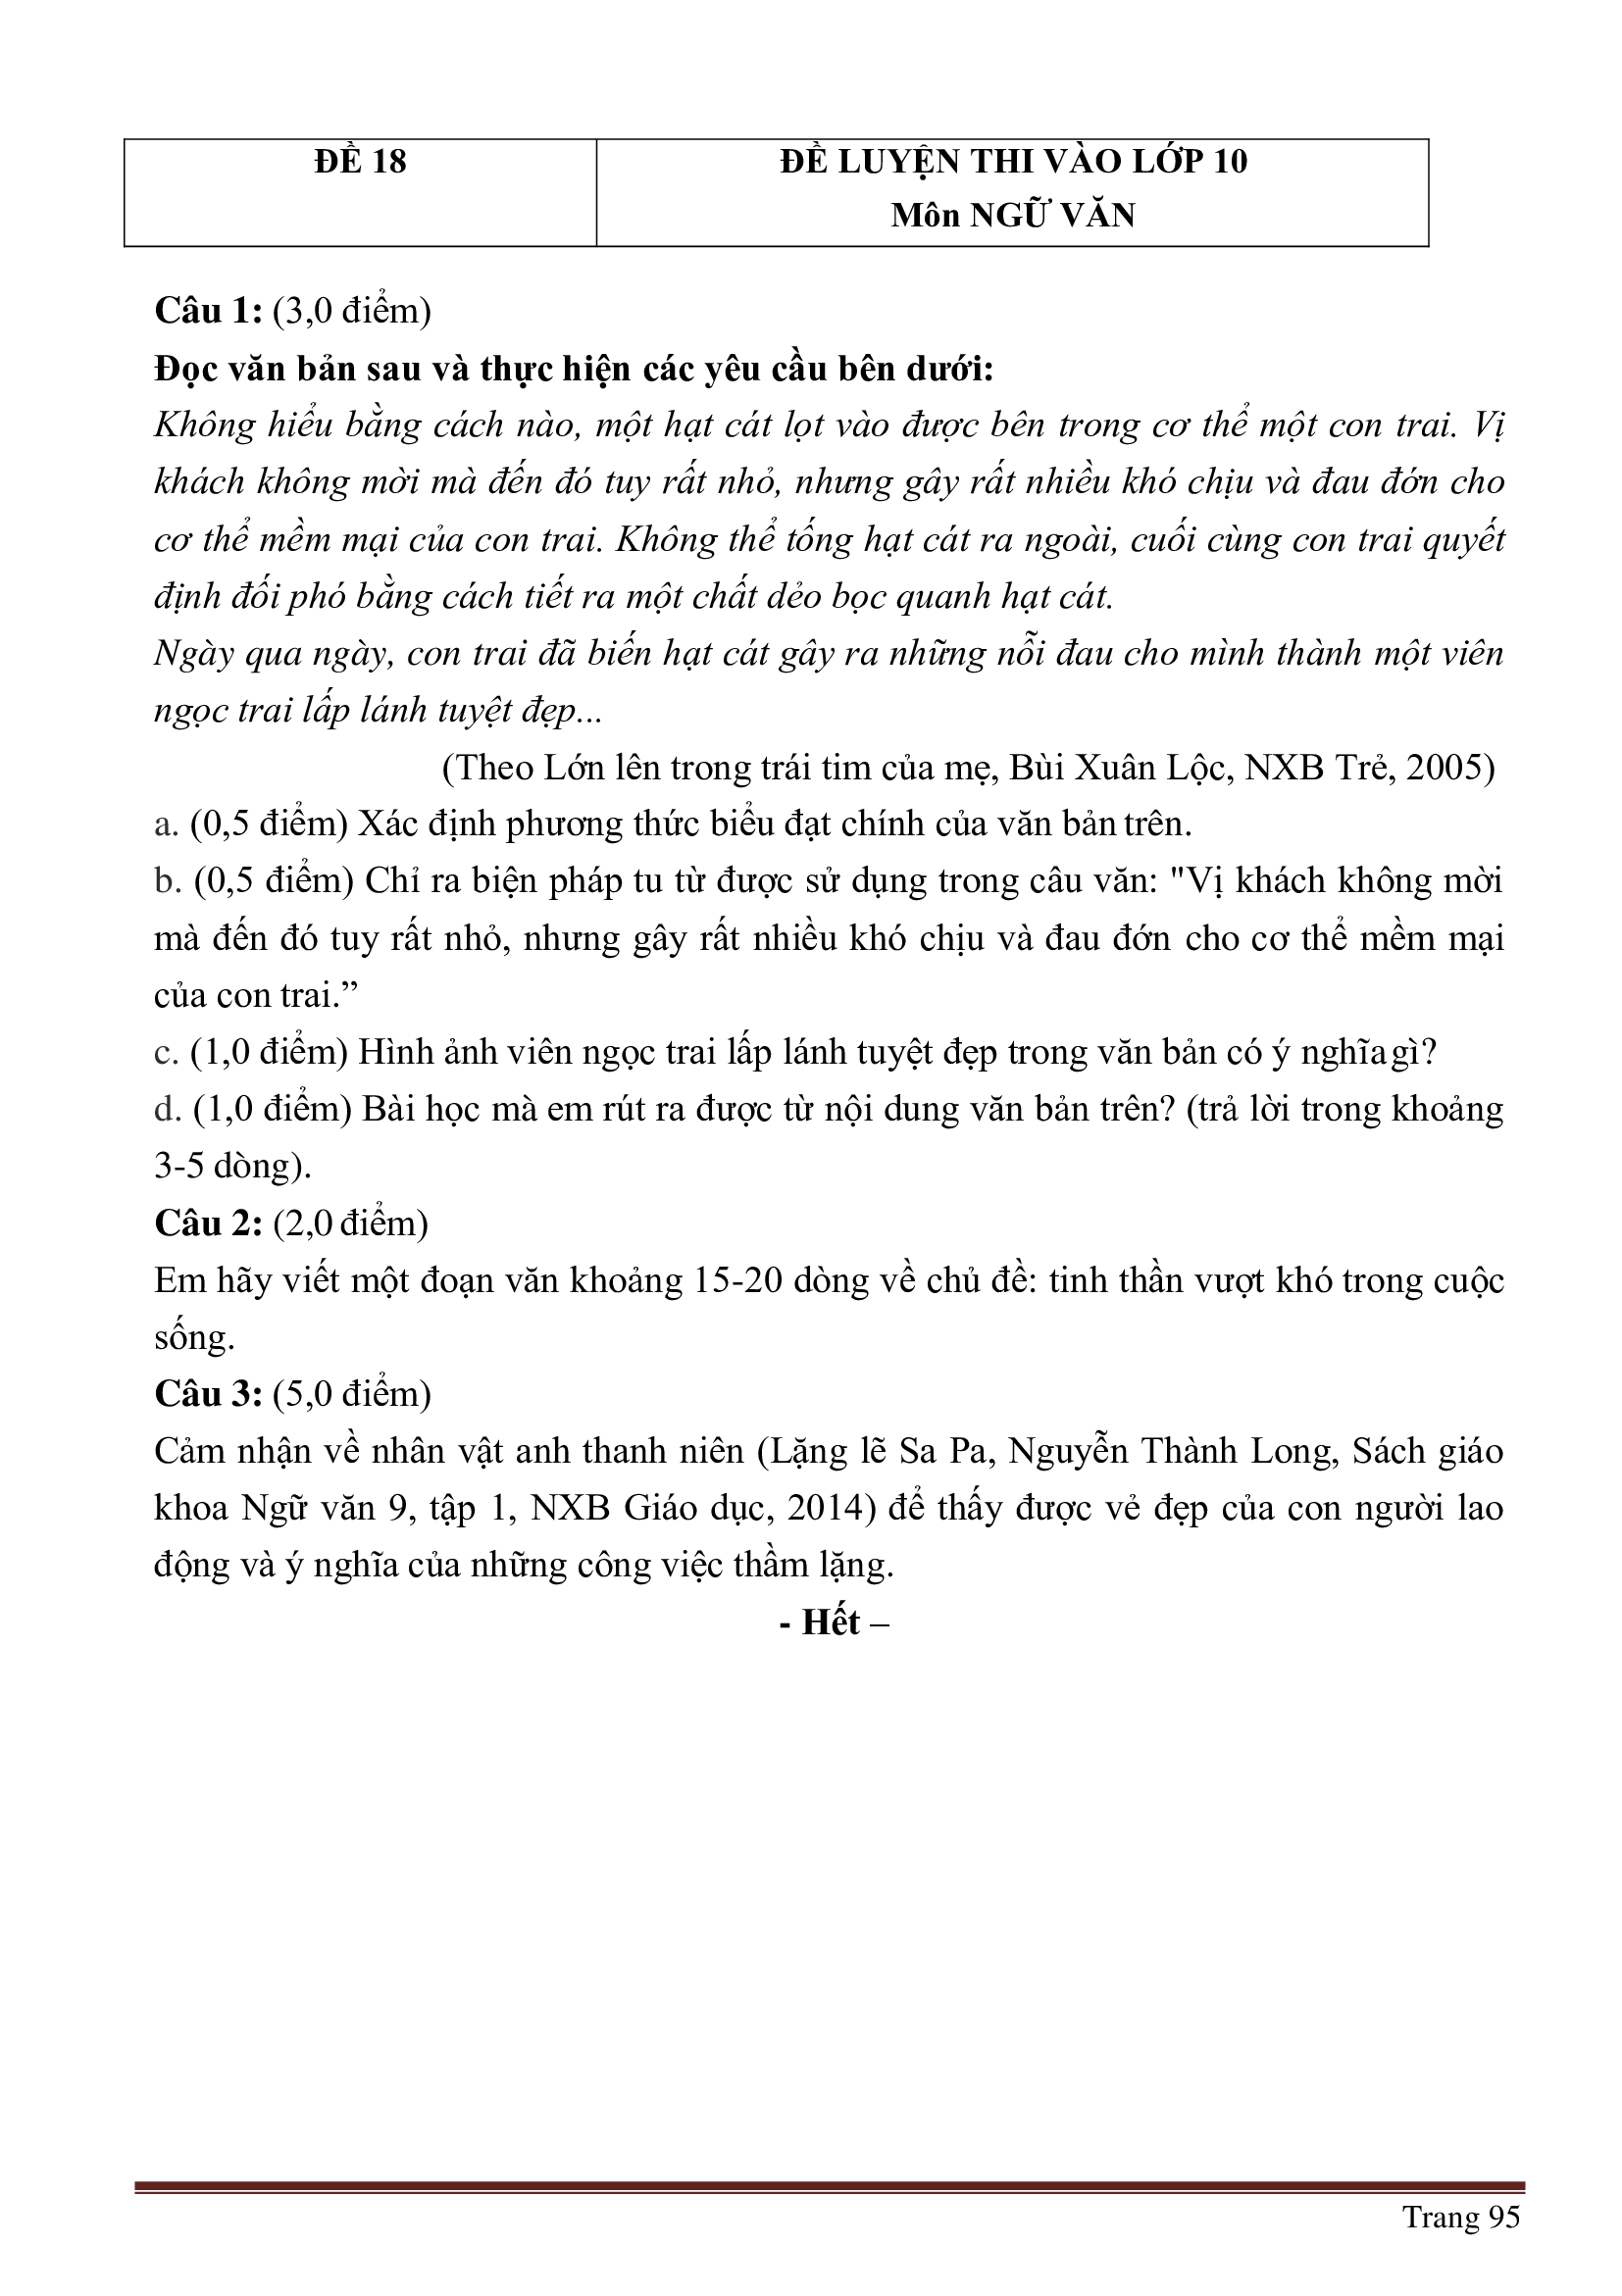 ĐỀ 18
ĐỀ LUYỆN THI VÀO LỚP 10
Môn NGỮ VĂN
Câu 1: (3,0 điểm)
Đọc văn bản sau và thực hiện các yêu cầu bên dưới:
Không hiểu bằng cách nào, một hạt cát lọt vào được bên trong cơ thể một con trai. Vị
khách không mời mà đến đó tuy rất nhỏ, nhưng gây rất nhiều khó chịu và đau đớn cho
cơ thể mềm mại của con trai. Không thể tống hạt cát ra ngoài, cuối cùng con trai quyết
định đối phó bằng cách tiết ra một chất dẻo bọc quanh hạt cát.
Ngày qua ngày, con trai đã biến hạt cát gây ra những nỗi đau cho mình thành một viên
ngọc trai lấp lánh tuyệt đẹp...
(Theo Lớn lên trong trái tim của mẹ, Bùi Xuân Lộc, NXB Trẻ, 2005)
a. (0,5 điểm) Xác định phương thức biểu đạt chính của văn bản trên.
b. (0,5 điểm) Chỉ ra biện pháp tu từ được sử dụng trong câu văn: "Vị khách không mời
mà đến đó tuy rất nhỏ, nhưng gây rất nhiều khó chịu và đau đớn cho cơ thể mềm mại
của con trai.”
c. (1,0 điểm) Hình ảnh viên ngọc trai lấp lánh tuyệt đẹp trong văn bản có ý nghĩa gì?
d. (1,0 điểm) Bài học mà em rút ra được từ nội dung văn bản trên? (trả lời trong khoảng
3-5 dòng).
Câu 2: (2,0 điểm)
Em hãy viết một đoạn văn khoảng 15-20 dòng về chủ đề: tinh thần vượt khó trong cuộc
sống.
Câu 3: (5,0 điểm)
Cảm nhận về nhân vật anh thanh niên (Lặng lẽ Sa Pa, Nguyễn Thành Long, Sách giáo
khoa Ngữ văn 9, tập 1, NXB Giáo dục, 2014) để thấy được vẻ đẹp của con người lao
động và ý nghĩa của những công việc thầm lặng.
- Hết –
Trang 95